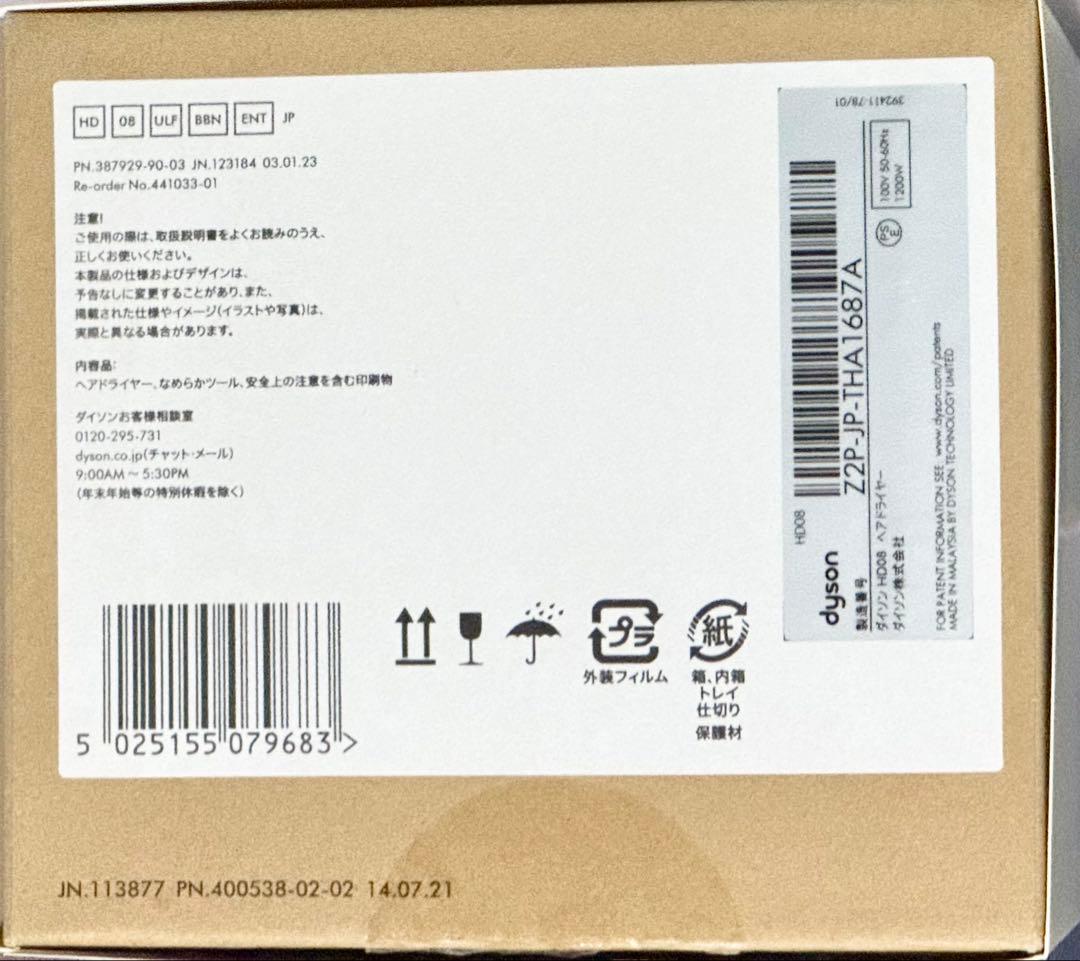 HD 08 ULF BBN ENT JP
PN.387929-90-03 JN.123184 03.01.23
Re-order No.441033-01
注意!
ご使用の際は、取扱説明書をよくお読みのうえ、
正しくお使いください。
本製品の仕様およびデザインは、
予告なしに変更することがあり、また、
掲載された仕様やイメージ(イラストや写真)は、
実際と異なる場合があります。
内容品:
ヘアドライヤー、なめらかツール、安全上の注意を含む印刷物
ダイソンお客様相談室
0120-295-731
dyson.co.jp(チャット・メール)
9:00AM ~ 5:30PM
(年末年始等の特別休暇を除く)
5 025155 079683 >
プラ
外装フィルム
紙
箱、内箱
トレイ
仕切り
保護材
392411-78/01
HD08
dyson
製造番号
Z2P-JP-THA1687A
ダイソン HD08 ヘアドライヤー
ダイソン株式会社
PS E
100V 50-60Hz
1200W
FOR PATENT INFORMATION SEE www.dyson.com/patents
MADE IN MALAYSIA BY DYSON TECHNOLOGY LIMITED
JN.113877 PN.400538-02-02 14.07.21